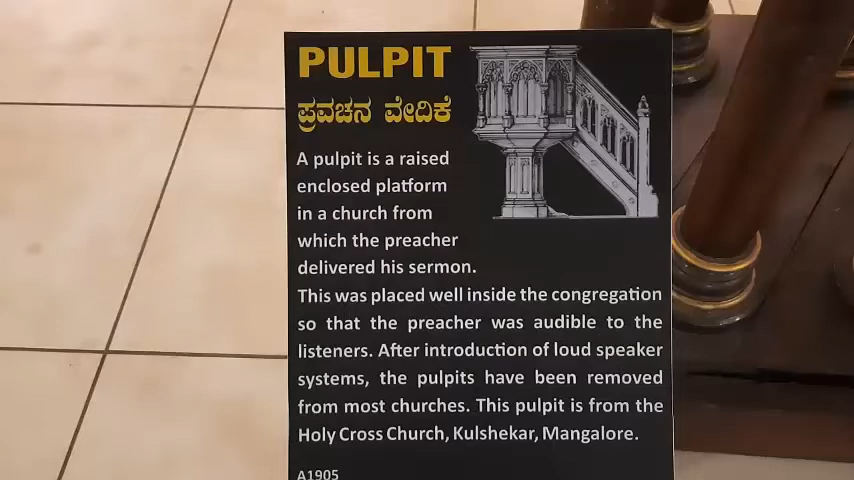 PULPIT
ಪ್ರವಚನ ವೇದಿಕೆ
A pulpit is a raised
enclosed platform
in a church from
which the preacher
delivered his sermon.
This was placed well inside the congregation
so that the preacher was audible to the
listeners. After introduction of loud speaker
systems, the pulpits have been removed
from most churches. This pulpit is from the
Holy Cross Church, Kulshekar, Mangalore.
A1905